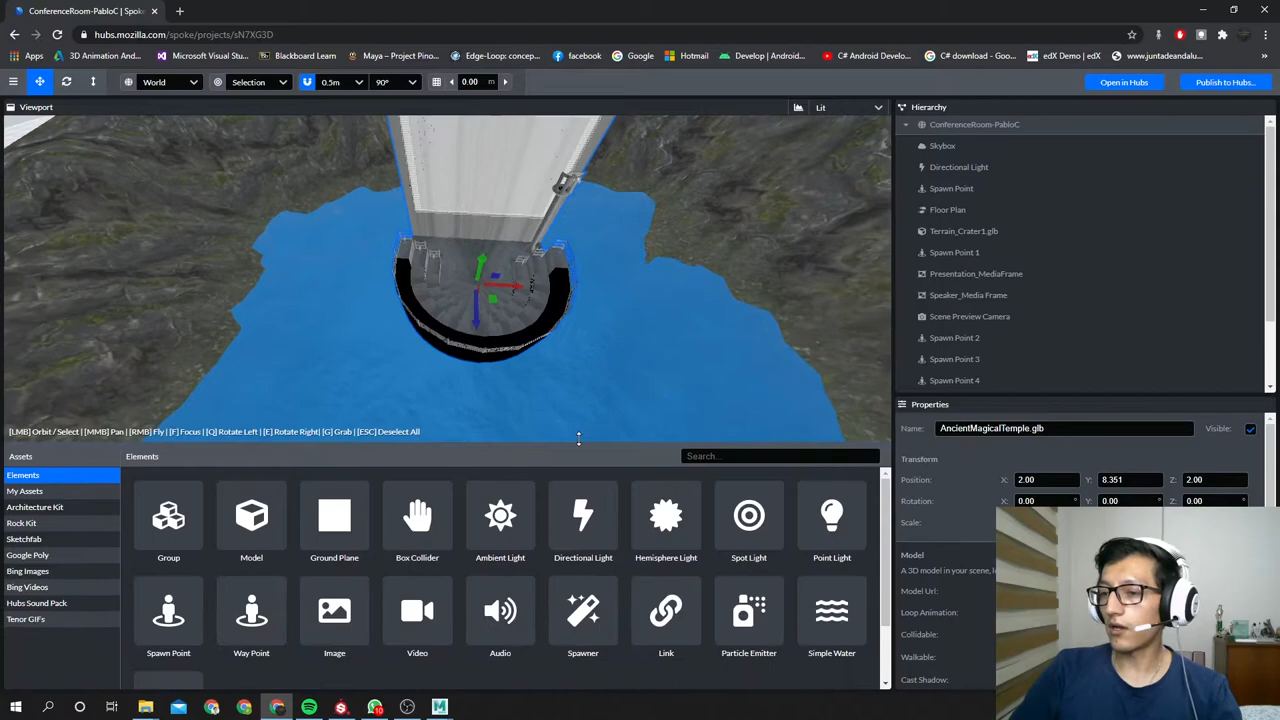 ConferenceRoom-PabloC | Spoke
hubs.mozilla.com/spoke/projects/sN7XG3D
Apps
3D Animation And...
Microsoft Visual Stu...
Blackboard Learn
Maya - Project Pino...
Edge-Loop: concep...
facebook
Google
Hotmail
Develop | Android...
C# Android Develo...
C# download - Go...
edX Demo | edX
www.juntadeandalu...
World
Selection
0.5m
90°
0.00 m
Open in Hubs
Publish to Hubs...
Viewport
Lit
Hierarchy
ConferenceRoom-PabloC
Skybox
Directional Light
Spawn Point
Floor Plan
Terrain_Crater1.glb
Spawn Point 1
Presentation_MediaFrame
Speaker_Media Frame
Scene Preview Camera
Spawn Point 2
Spawn Point 3
Spawn Point 4
[LMB] Orbit / Select | [MMB] Pan | [RMB] Fly | [F] Focus | [Q] Rotate Left | [E] Rotate Right| [G] Grab | [ESC] Deselect All
Properties
Name: AncientMagicalTemple.glb Visible:
Transform
Position: X: 2.00 Y: 8.351 Z: 2.00
Rotation: X: 0.00 ° Y: 0.00 ° Z: 0.00 °
Scale:
Model
A 3D model in your scene,
Model Url:
Loop Animation:
Collidable:
Walkable:
Cast Shadow:
Assets
Elements
My Assets
Architecture Kit
Rock Kit
Sketchfab
Google Poly
Bing Images
Bing Videos
Hubs Sound Pack
Tenor GIFs
Elements
Search...
Group
Model
Ground Plane
Box Collider
Ambient Light
Directional Light
Hemisphere Light
Spot Light
Point Light
Spawn Point
Way Point
Image
Video
Audio
Spawner
Link
Particle Emitter
Simple Water
10